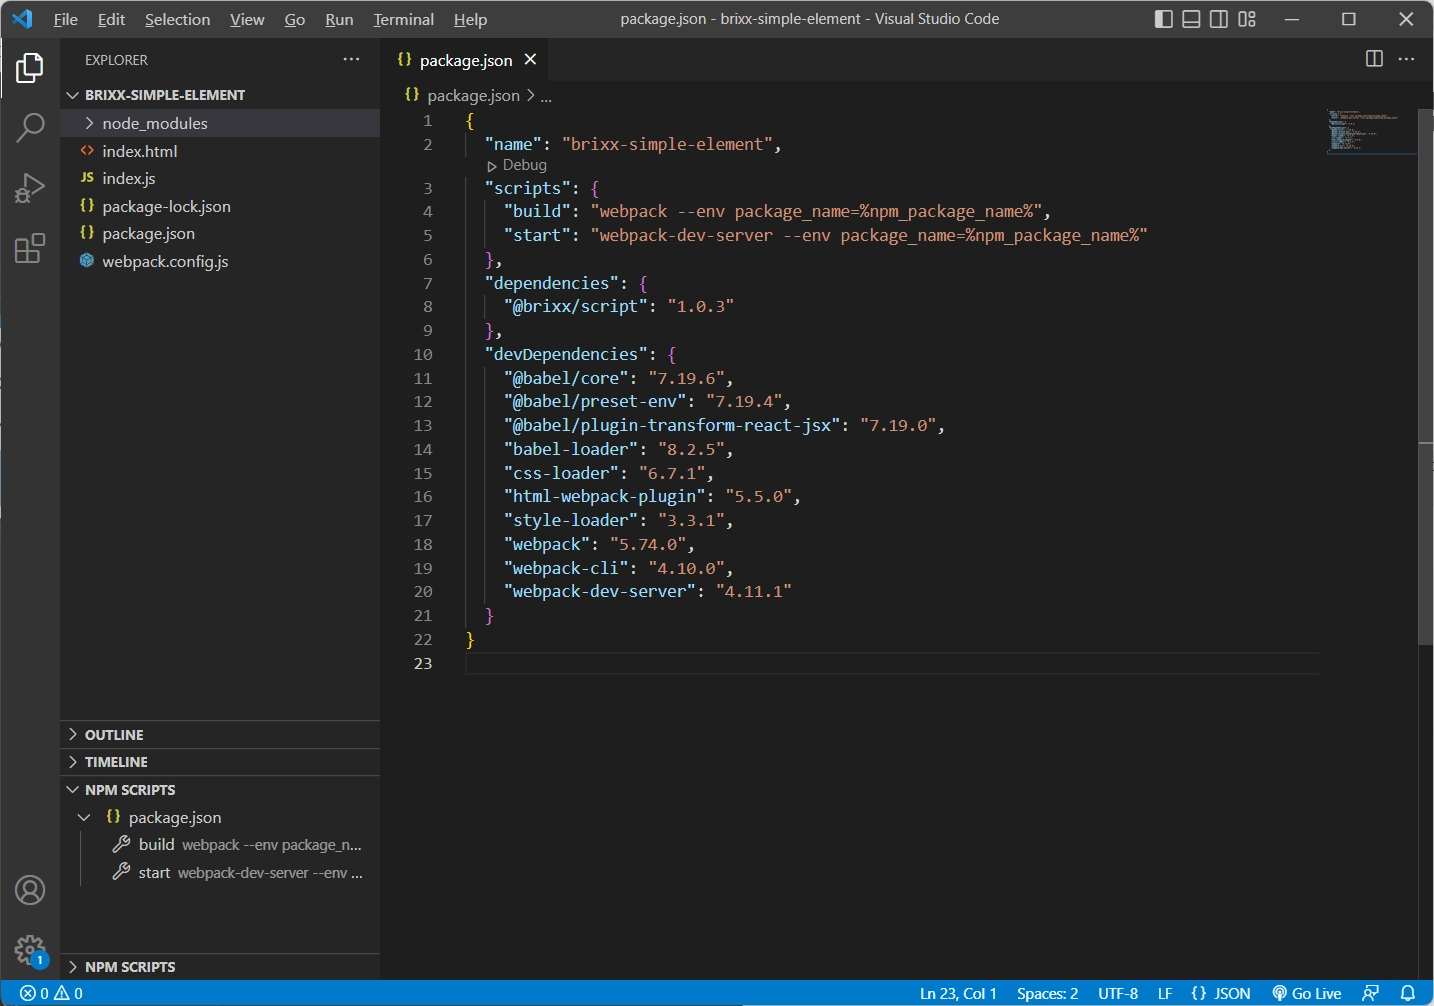 File Edit Selection View Go Run Terminal Help package.json - brixx-simple-element - Visual Studio Code
EXPLORER
BRIXX-SIMPLE-ELEMENT
node_modules
index.html
JS index.js
{} package-lock.json
{} package.json
webpack.config.js
OUTLINE
TIMELINE
NPM SCRIPTS
{} package.json
build webpack --env package_n...
start webpack-dev-server --env ...
NPM SCRIPTS
1
{} package.json
{} package.json > ...
1 {
2 "name": "brixx-simple-element",
Debug
3 "scripts": {
4 "build": "webpack --env package_name=%npm_package_name%",
5 "start": "webpack-dev-server --env package_name=%npm_package_name%"
6 },
7 "dependencies": {
8 "@brixx/script": "1.0.3"
9 },
10 "devDependencies": {
11 "@babel/core": "7.19.6",
12 "@babel/preset-env": "7.19.4",
13 "@babel/plugin-transform-react-jsx": "7.19.0",
14 "babel-loader": "8.2.5",
15 "css-loader": "6.7.1",
16 "html-webpack-plugin": "5.5.0",
17 "style-loader": "3.3.1",
18 "webpack": "5.74.0",
19 "webpack-cli": "4.10.0",
20 "webpack-dev-server": "4.11.1"
21 }
22 }
23
0 0 Ln 23, Col 1 Spaces: 2 UTF-8 LF {} JSON Go Live